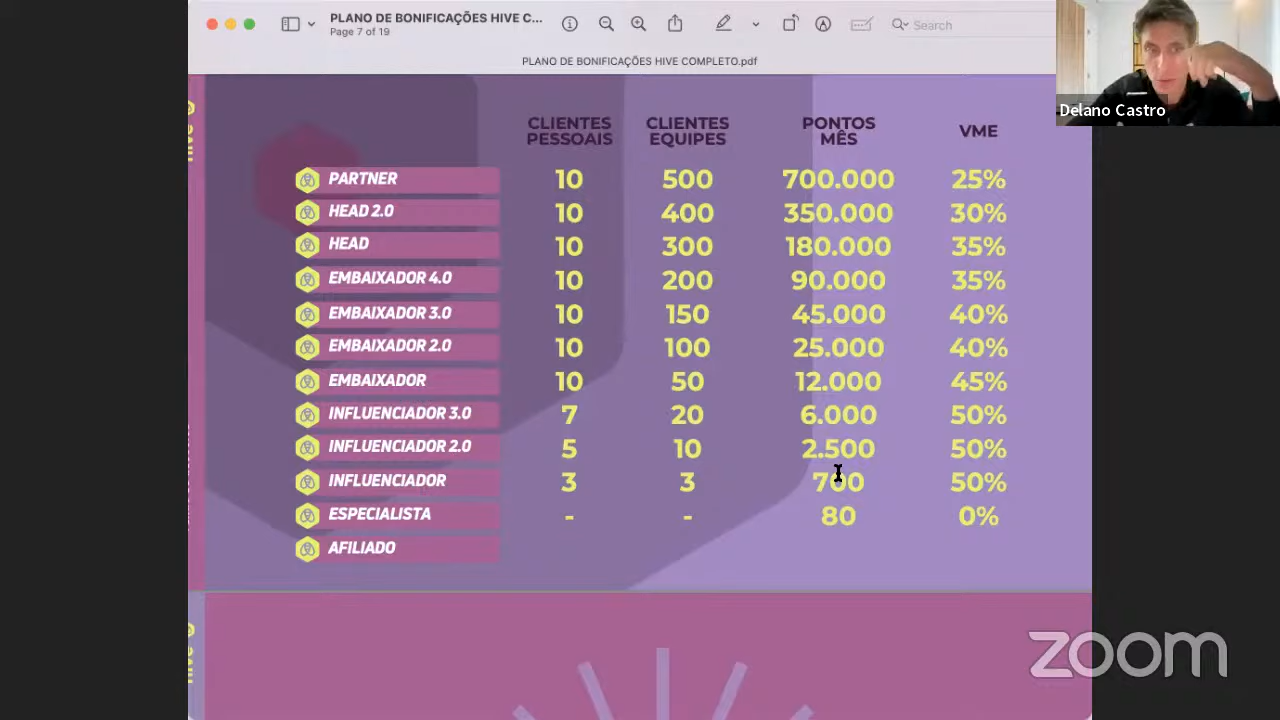 PLANO DE BONIFICAÇÕES HIVE C...
Page 7 of 19
Search
PLANO DE BONIFICAÇÕES HIVE COMPLETO.pdf
Delano Castro
CLIENTES PESSOAIS CLIENTES EQUIPES PONTOS MÊS VME
PARTNER 10 500 700.000 25%
HEAD 2.0 10 400 350.000 30%
HEAD 10 300 180.000 35%
EMBAIXADOR 4.0 10 200 90.000 35%
EMBAIXADOR 3.0 10 150 45.000 40%
EMBAIXADOR 2.0 10 100 25.000 40%
EMBAIXADOR 10 50 12.000 45%
INFLUENCIADOR 3.0 7 20 6.000 50%
INFLUENCIADOR 2.0 5 10 2.500 50%
INFLUENCIADOR 3 3 700 50%
ESPECIALISTA - - 80 0%
AFILIADO
zoom